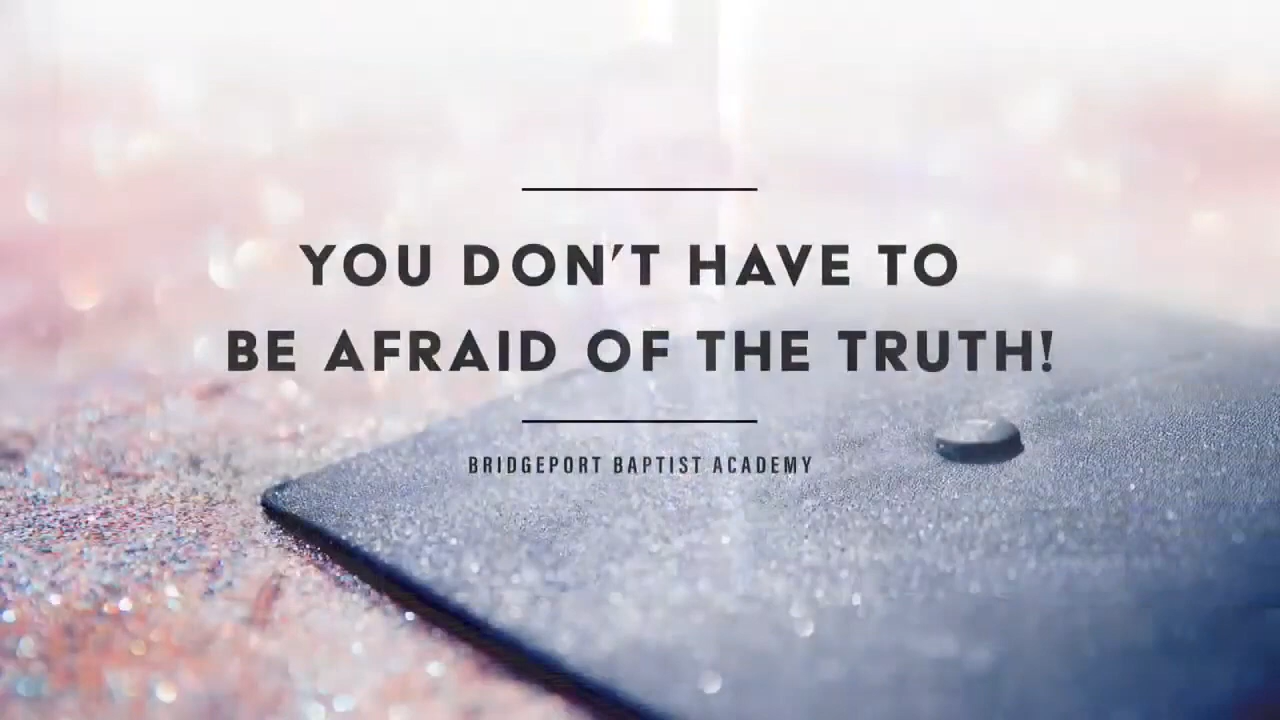 YOU DON'T HAVE TO
BE AFRAID OF THE TRUTH!
BRIDGEPORT BAPTIST ACADEMY